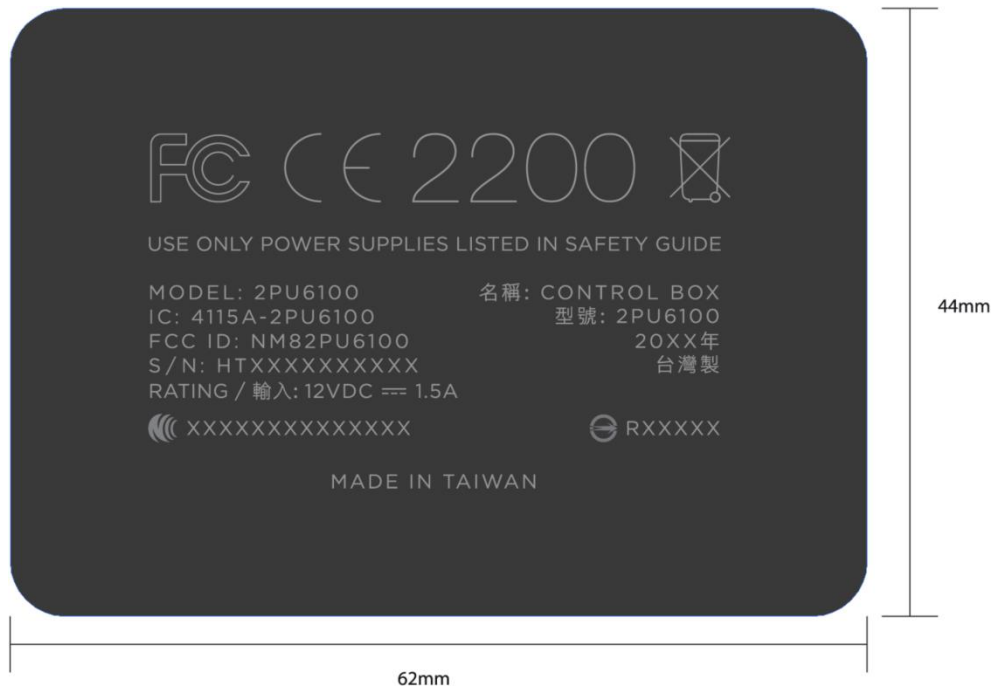 FC CE 2200
USE ONLY POWER SUPPLIES LISTED IN SAFETY GUIDE
MODEL: 2PU6100
IC: 4115A-2PU6100
FCC ID: NM82PU6100
S/N: HTXXXXXXXXXX
RATING / 輸入: 12VDC ⎓ 1.5A
XXXXXXXXXXXXXX
名稱: CONTROL BOX
型號: 2PU6100
20XX年
台灣製
RXXXXX
MADE IN TAIWAN
44mm
62mm